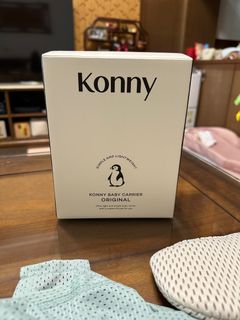 Konny
SIMPLE AND LIGHTWEIGHT
KONNY BABY CARRIER
ORIGINAL